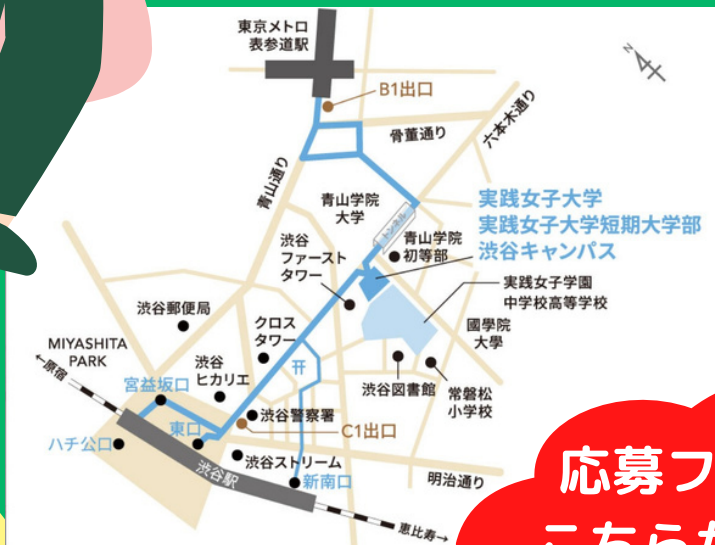 東京メトロ
表参道駅
N
B1出口
骨董通り
六本木通り
青山通り
青山学院
大学
トンネル
実践女子大学
実践女子大学短期大学部
渋谷キャンパス
青山学院
初等部
渋谷
ファースト
タワー
実践女子学園
中学校高等学校
渋谷郵便局
クロス
タワー
國學院
大學
MIYASHITA
PARK
←原宿
渋谷
ヒカリエ
宮益坂口
渋谷図書館
常磐松
小学校
渋谷警察署
東口
C1出口
ハチ公口
渋谷ストリーム
渋谷駅
新南口
明治通り
恵比寿→
応募フ
こちらか